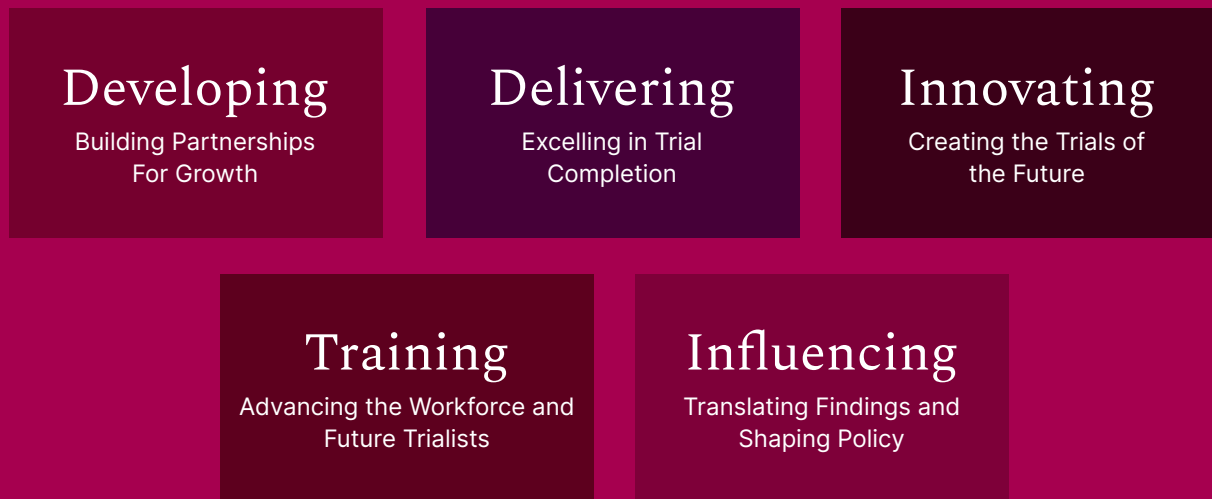 Developing
Building Partnerships
For Growth
Delivering
Excelling in Trial
Completion
Innovating
Creating the Trials of
the Future
Training
Advancing the Workforce and
Future Trialists
Influencing
Translating Findings and
Shaping Policy